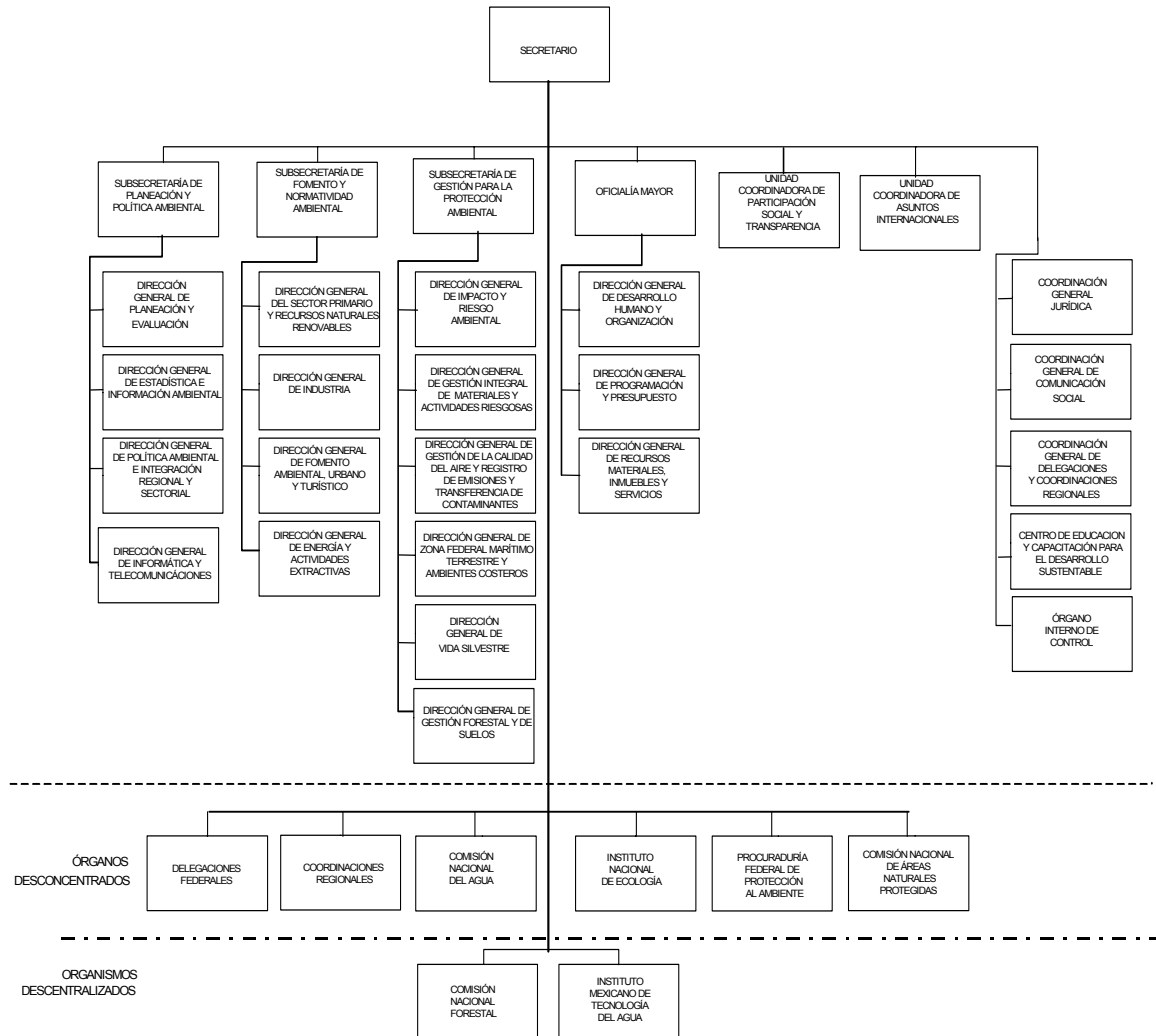 SECRETARIO
SUBSECRETARÍA DE
PLANEACIÓN Y
POLÍTICA AMBIENTAL
SUBSECRETARÍA DE
FOMENTO Y
NORMATIVIDAD
AMBIENTAL
SUBSECRETARÍA DE
GESTIÓN PARA LA
PROTECCIÓN
AMBIENTAL
OFICIALÍA MAYOR
UNIDAD
COORDINADORA DE
PARTICIPACIÓN
SOCIAL Y
TRANSPARENCIA
UNIDAD
COORDINADORA DE
ASUNTOS
INTERNACIONALES
DIRECCIÓN
GENERAL DE
PLANEACIÓN Y
EVALUACIÓN
DIRECCIÓN GENERAL
DE ESTADÍSTICA E
INFORMACIÓN AMBIENTAL
DIRECCIÓN GENERAL
DE POLÍTICA AMBIENTAL
E INTEGRACIÓN
REGIONAL Y
SECTORIAL
DIRECCIÓN GENERAL
DE INFORMÁTICA Y
TELECOMUNICÁCIONES
DIRECCIÓN GENERAL
DEL SECTOR PRIMARIO
Y RECURSOS NATURALES
RENOVABLES
DIRECCIÓN GENERAL
DE INDUSTRIA
DIRECCIÓN GENERAL
DE FOMENTO
AMBIENTAL, URBANO
Y TURÍSTICO
DIRECCIÓN GENERAL
DE ENERGÍA Y
ACTIVIDADES
EXTRACTIVAS
DIRECCIÓN GENERAL
DE IMPACTO Y
RIESGO
AMBIENTAL
DIRECCIÓN GENERAL
DE GESTIÓN INTEGRAL
DE MATERIALES Y
ACTIVIDADES RIESGOSAS
DIRECCIÓN GENERAL DE
GESTIÓN DE LA CALIDAD
DEL AIRE Y REGISTRO
DE EMISIONES Y
TRANSFERENCIA DE
CONTAMINANTES
DIRECCIÓN GENERAL DE
ZONA FEDERAL MARÍTIMO
TERRESTRE Y
AMBIENTES COSTEROS
DIRECCIÓN
GENERAL DE
VIDA SILVESTRE
DIRECCIÓN GENERAL DE
GESTIÓN FORESTAL Y DE
SUELOS
DIRECCIÓN GENERAL
DE DESARROLLO
HUMANO Y
ORGANIZACIÓN
DIRECCIÓN GENERAL
DE PROGRAMACIÓN
Y PRESUPUESTO
DIRECCIÓN GENERAL
DE RECURSOS
MATERIALES,
INMUEBLES Y
SERVICIOS
COORDINACIÓN
GENERAL
JURÍDICA
COORDINACIÓN
GENERAL DE
COMUNICACIÓN
SOCIAL
COORDINACIÓN
GENERAL DE
DELEGACIONES
Y COORDINACIONES
REGIONALES
CENTRO DE EDUCACION
Y CAPACITACIÓN PARA
EL DESARROLLO
SUSTENTABLE
ÓRGANO
INTERNO DE
CONTROL
ÓRGANOS
DESCONCENTRADOS
DELEGACIONES
FEDERALES
COORDINACIONES
REGIONALES
COMISIÓN
NACIONAL
DEL AGUA
INSTITUTO
NACIONAL
DE ECOLOGÍA
PROCURADURÍA
FEDERAL DE
PROTECCIÓN
AL AMBIENTE
COMISIÓN NACIONAL
DE ÁREAS
NATURALES
PROTEGIDAS
ORGANISMOS
DESCENTRALIZADOS
COMISIÓN
NACIONAL
FORESTAL
INSTITUTO
MEXICANO DE
TECNOLOGÍA
DEL AGUA